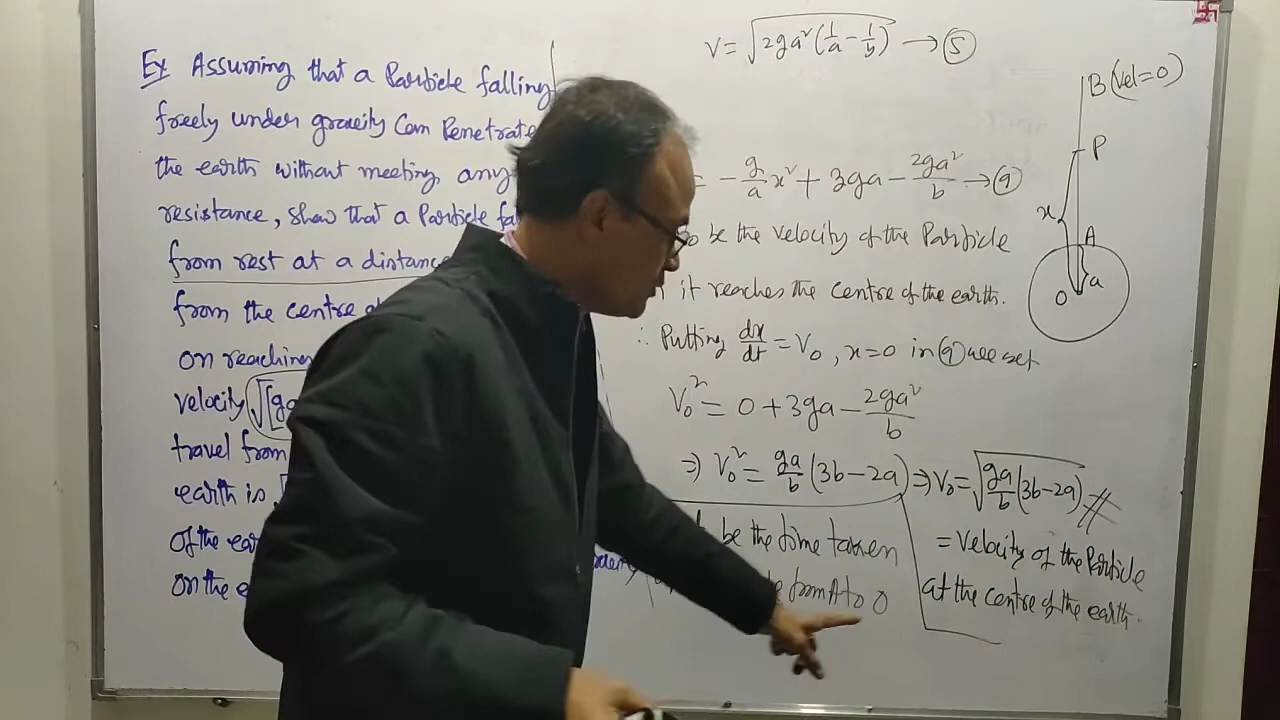 Ex Assuming that a Particle falling
freely under gravity Can Penetrate
the earth without meeting any
resistance, show that a Particle
from rest at a distance
from the centre of
on reaching
velocity √[ga
travel from
earth is
of the
on the
V = √2ga²(1/a − 1/b) → (5)
= −g/a x² + 3ga − 2ga²/b → (9)
be the velocity of the Particle
it reaches the centre of the earth.
∴ Putting dx/dt = V₀, x=0 in (9) we get
V₀² = 0 + 3ga − 2ga²/b
⇒ V₀² = ga/b (3b−2a) ⇒ V₀ = √ga/b (3b−2a)
= velocity of the Particle
at the centre of the earth.
be the time taken
from A to O
B (vel=0)
P
x
A
a
O